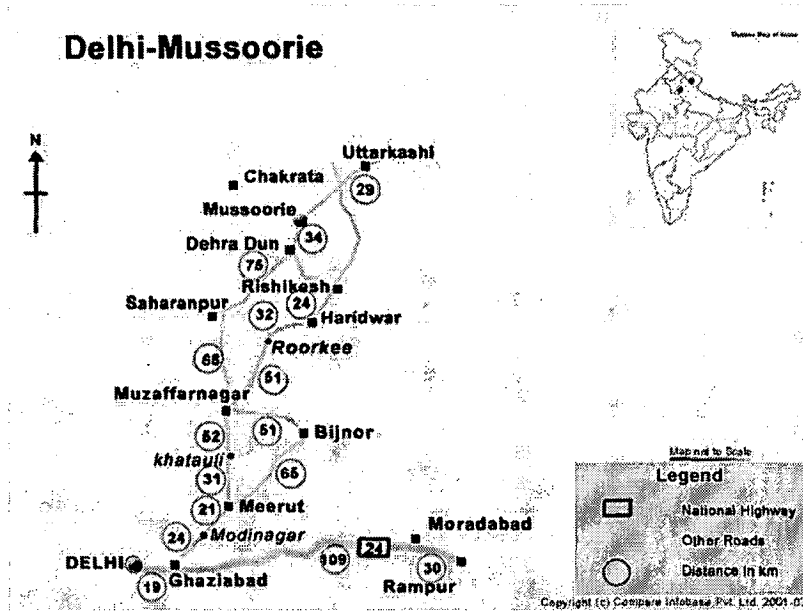 Delhi-Mussoorie
N
Uttarkashi
Chakrata
29
Mussoorie
34
Dehra Dun
75
Rishikesh
Saharanpur
32
24
Haridwar
Roorkee
51
Muzaffarnagar
52
51
Bijnor
khatauli
31
65
21
Meerut
24
Modinagar
Moradabad
DELHI
19
Ghaziabad
109
24
30
Rampur
Map not to Scale
Legend
National Highway
Other Roads
Distance in km
Copyright (c) Compare Infobase Pvt. Ltd. 2001-